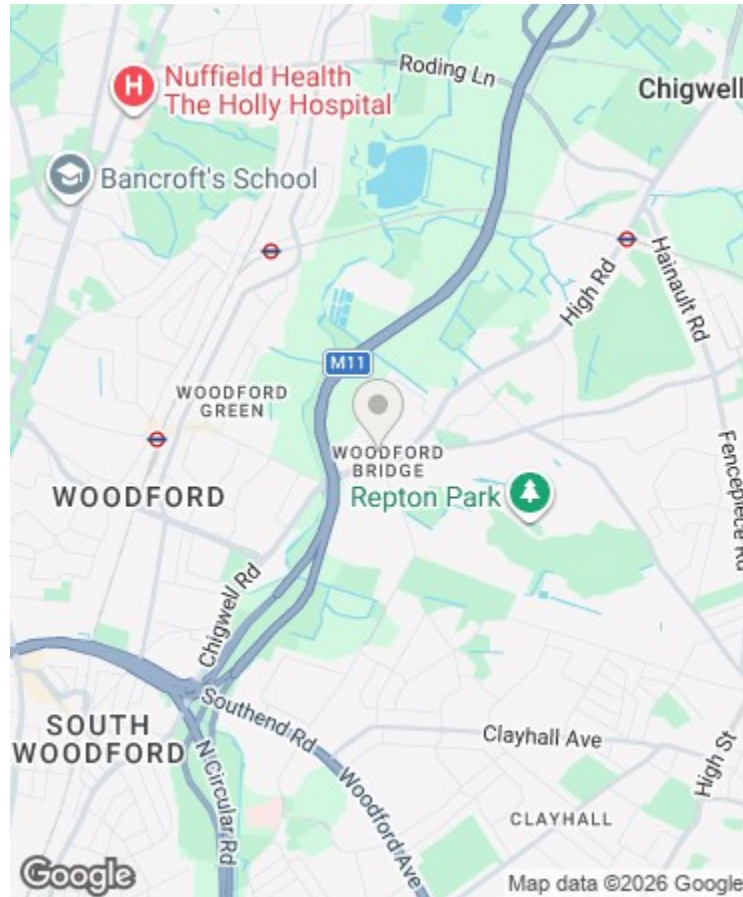 Roding Ln
Chigwell
H
Nuffield Health
The Holly Hospital
Bancroft's School
High Rd
Hainault Rd
M11
WOODFORD
GREEN
WOODFORD
BRIDGE
Fencepiece Rd
WOODFORD
Repton Park
Chigwell Rd
SOUTH
WOODFORD
Southend Rd
Clayhall Ave
High St
N Circular Rd
Woodford Ave
CLAYHALL
Google
Map data ©2026 Google